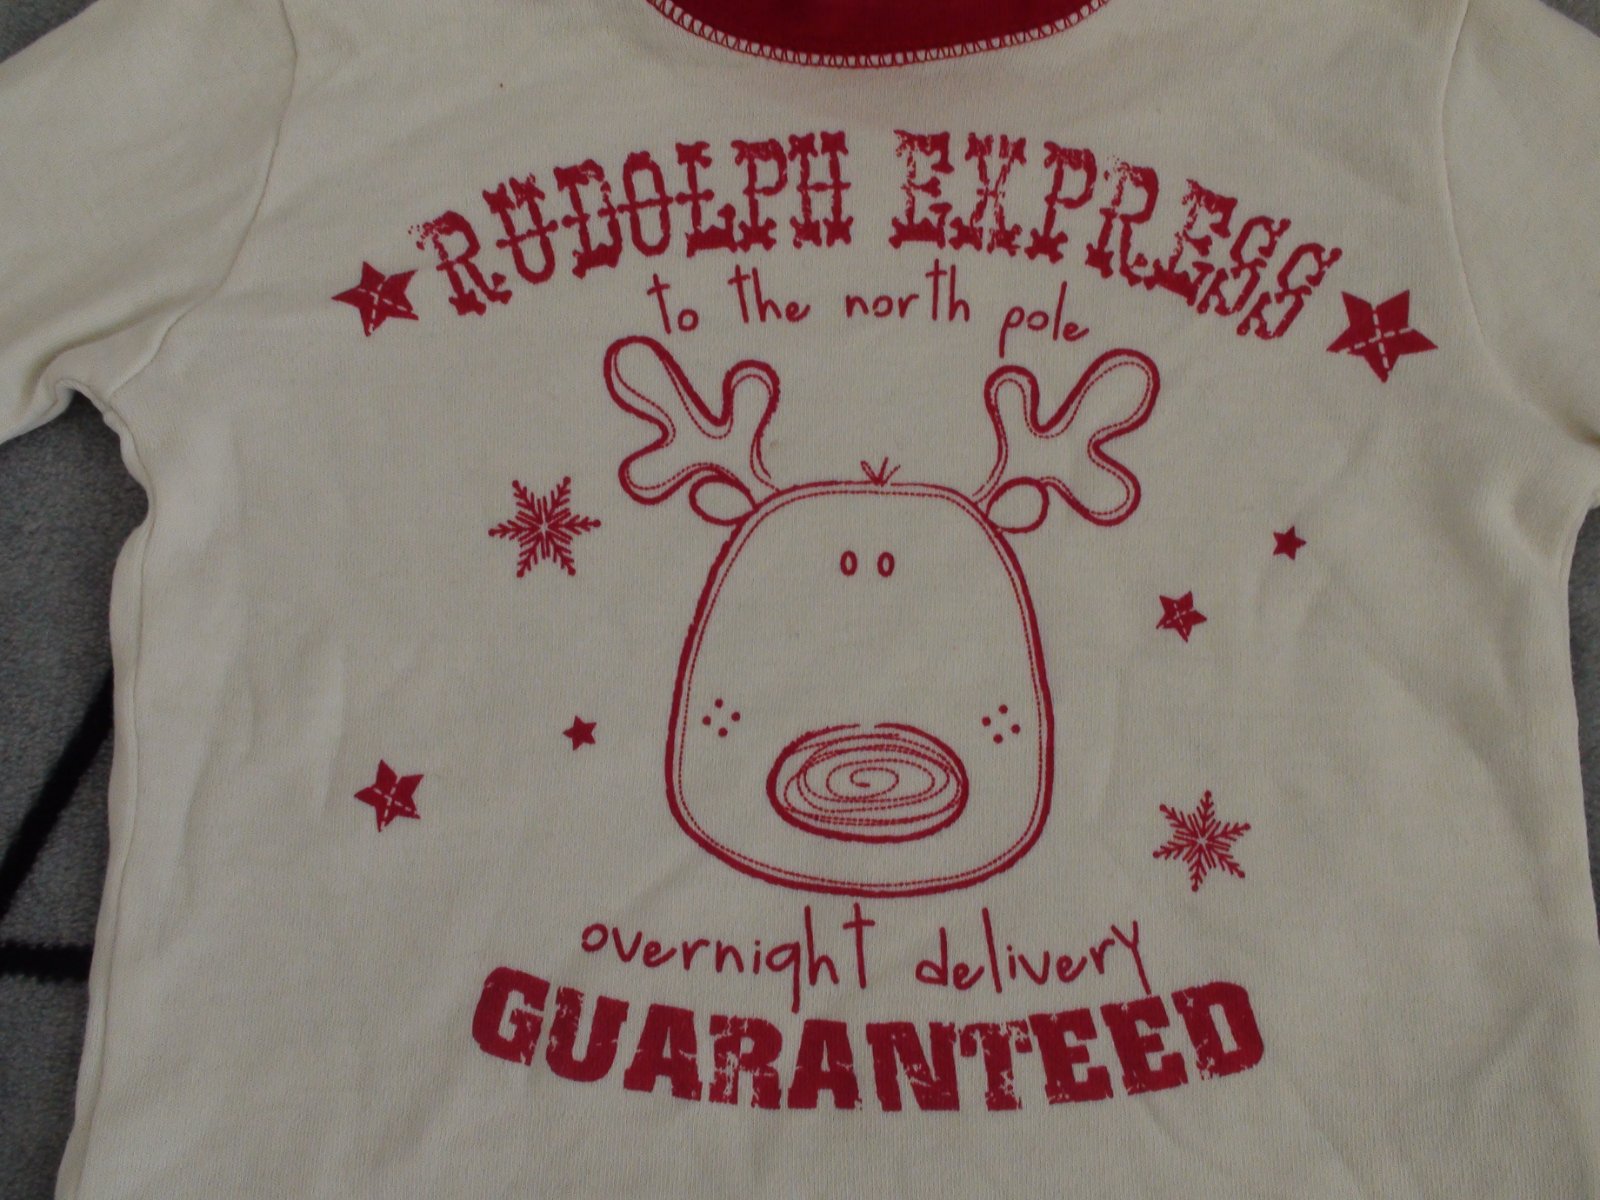 RUDOLPH EXPRESS
to the north pole
overnight delivery
GUARANTEED